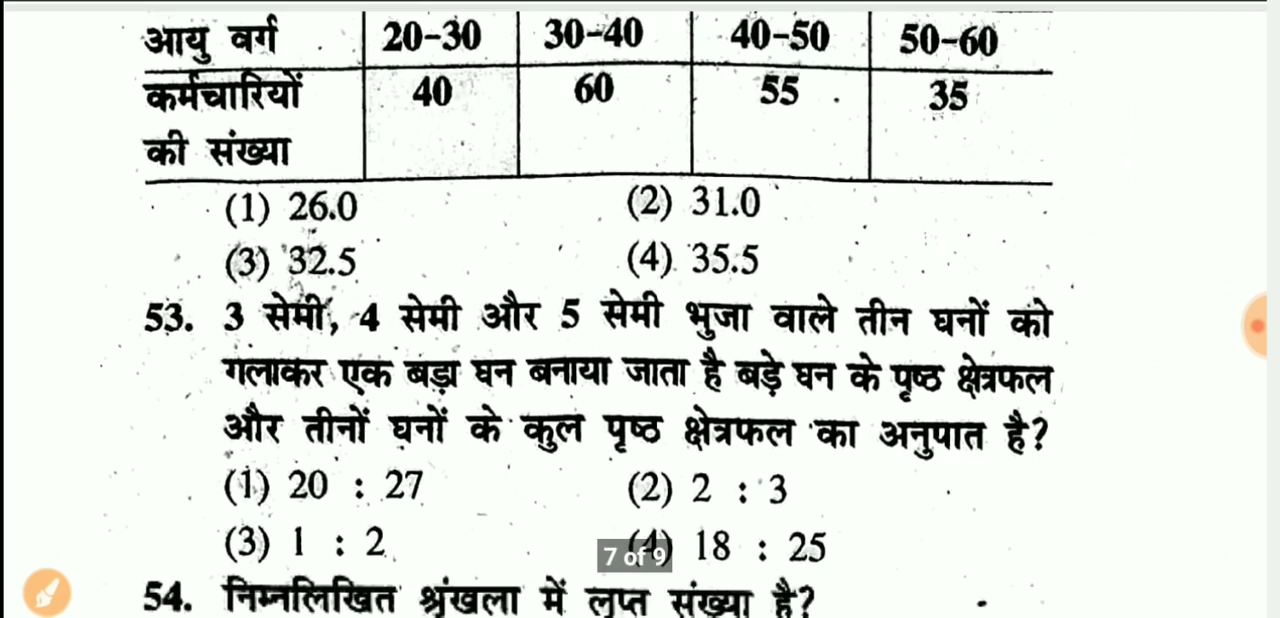 आयु वर्ग 20-30 30-40 40-50 50-60
कर्मचारियों 40 60 55 35
की संख्या
(1) 26.0 (2) 31.0
(3) 32.5 (4) 35.5
53. 3 सेमी, 4 सेमी और 5 सेमी भुजा वाले तीन घनों को
गलाकर एक बड़ा घन बनाया जाता है बड़े घन के पृष्ठ क्षेत्रफल
और तीनों घनों के कुल पृष्ठ क्षेत्रफल का अनुपात है?
(1) 20 : 27 (2) 2 : 3
(3) 1 : 2 (4) 18 : 25
7 of 9
54. निम्नलिखित श्रृंखला में लुप्त संख्या है?